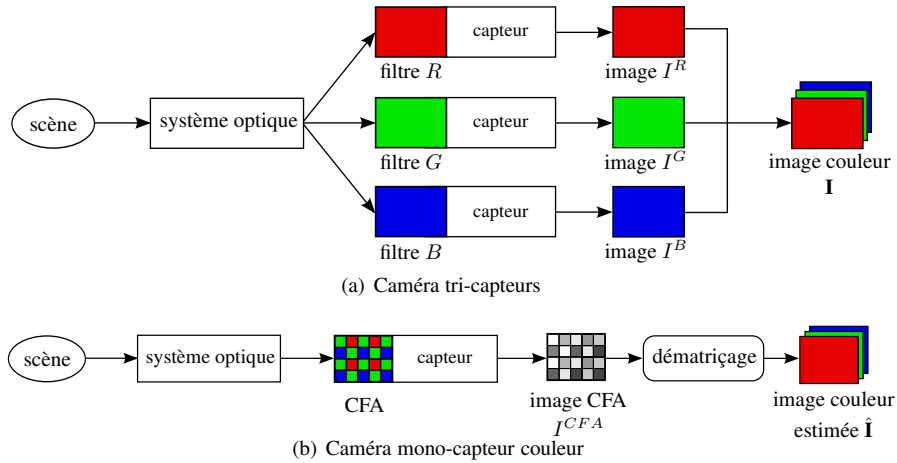 capteur
filtre R
image I^R
scène
système optique
capteur
filtre G
image I^G
image couleur
I
capteur
filtre B
image I^B
(a) Caméra tri-capteurs
scène
système optique
capteur
CFA
image CFA
I^{CFA}
dématriçage
image couleur
estimée Î
(b) Caméra mono-capteur couleur